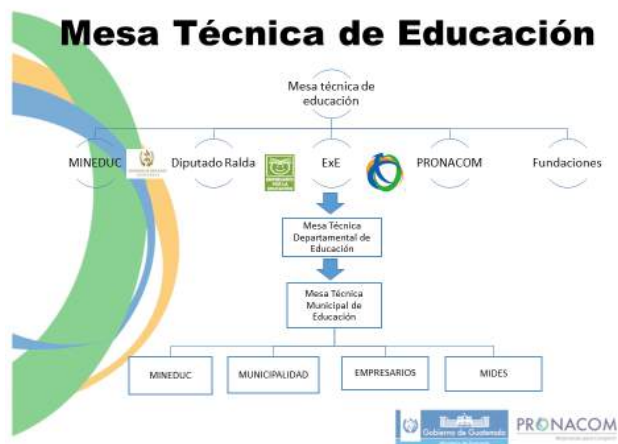 Mesa Técnica de Educación
Mesa técnica de
educación
MINEDUC
Diputado Ralda
ExE
PRONACOM
Fundaciones
Mesa Técnica
Departamental de
Educación
Mesa Técnica
Municipal de
Educación
MINEDUC
MUNICIPALIDAD
EMPRESARIOS
MIDES
Gobierno de Guatemala
PRONACOM